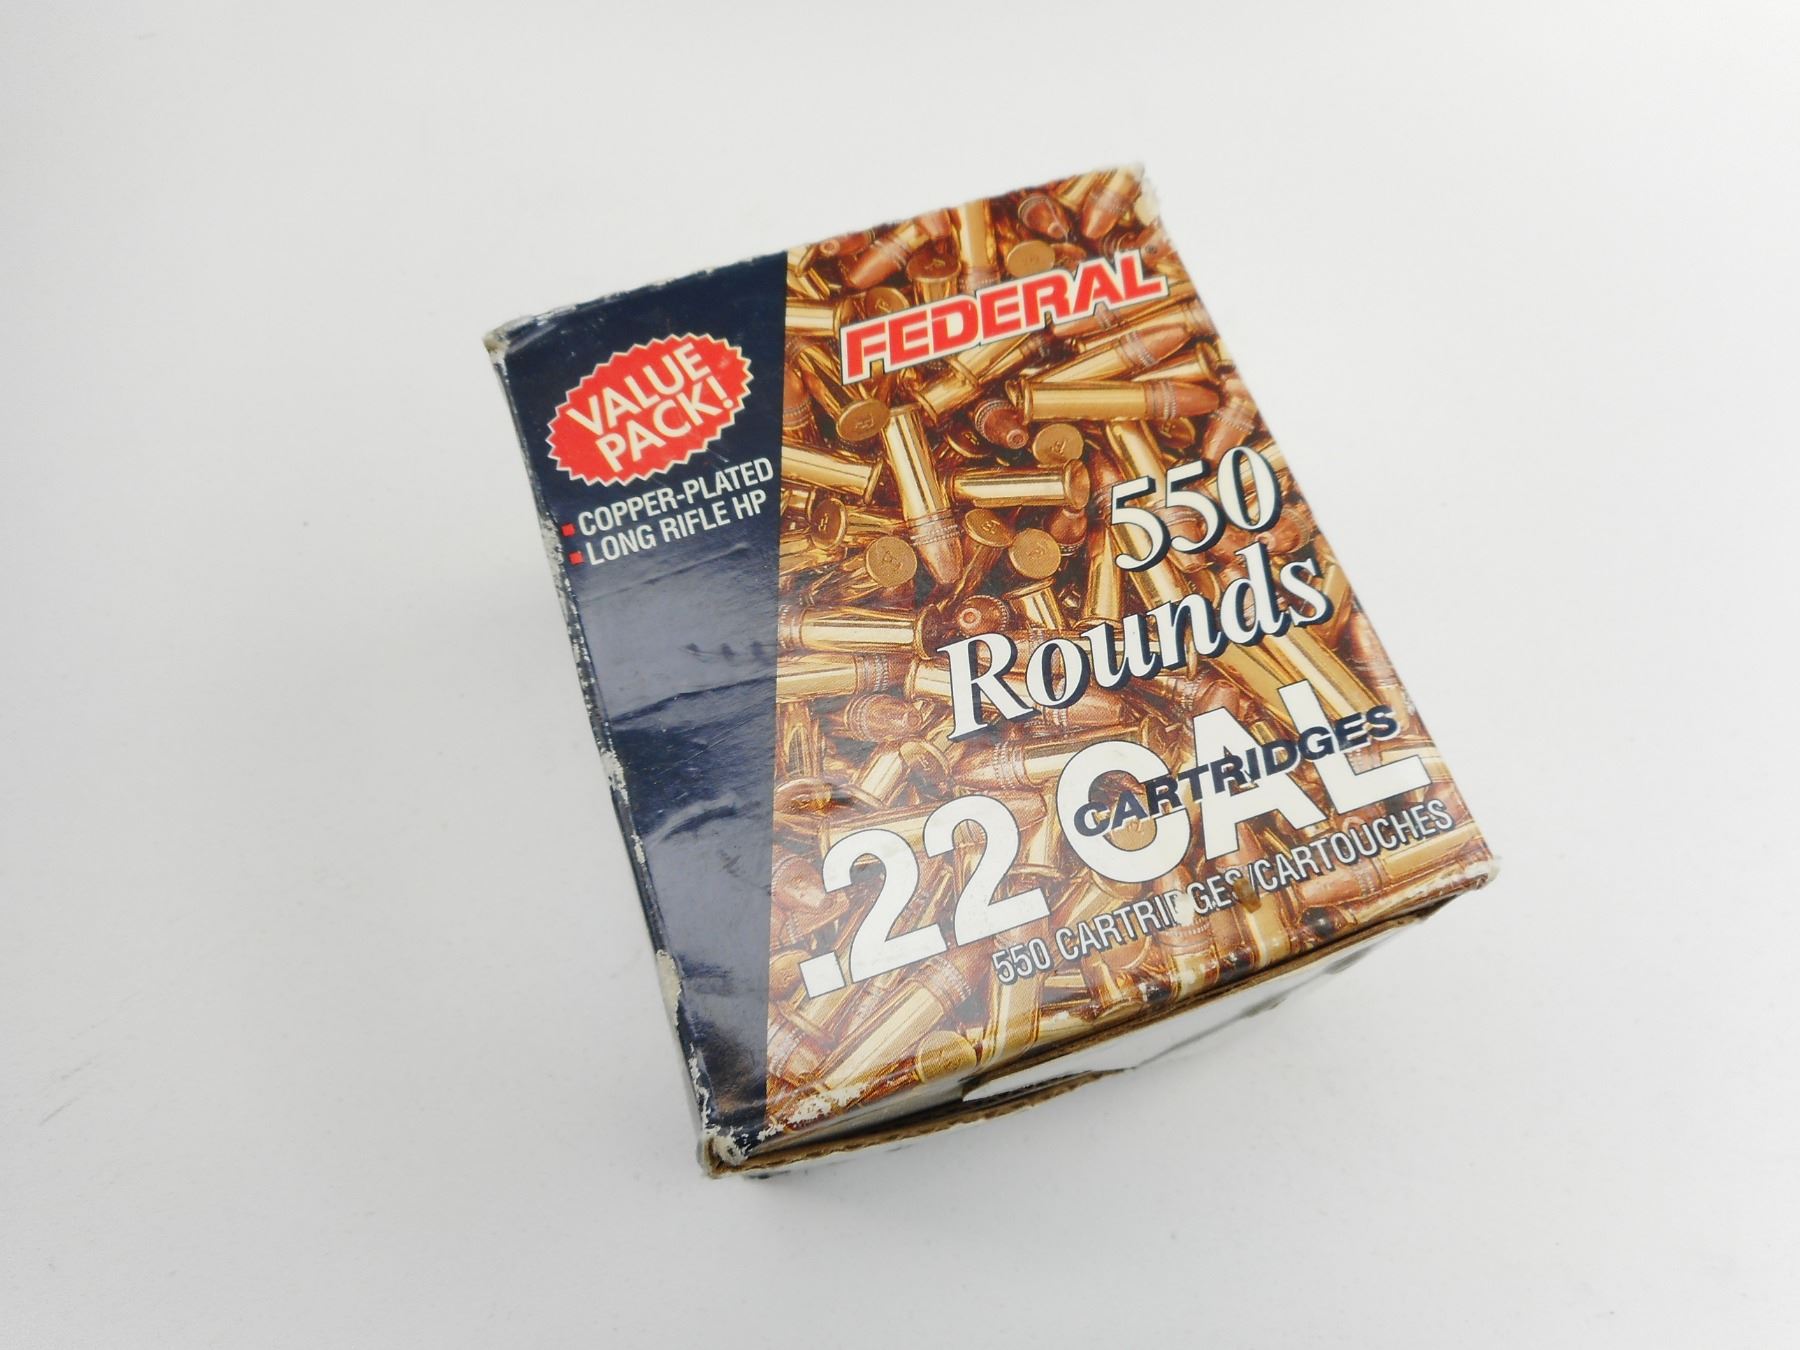 FEDERAL
VALUE
PACK!
▪ COPPER-PLATED
▪ LONG RIFLE HP
550
Rounds
.22 CAL
CARTRIDGES
550 CARTRIDGES/CARTOUCHES